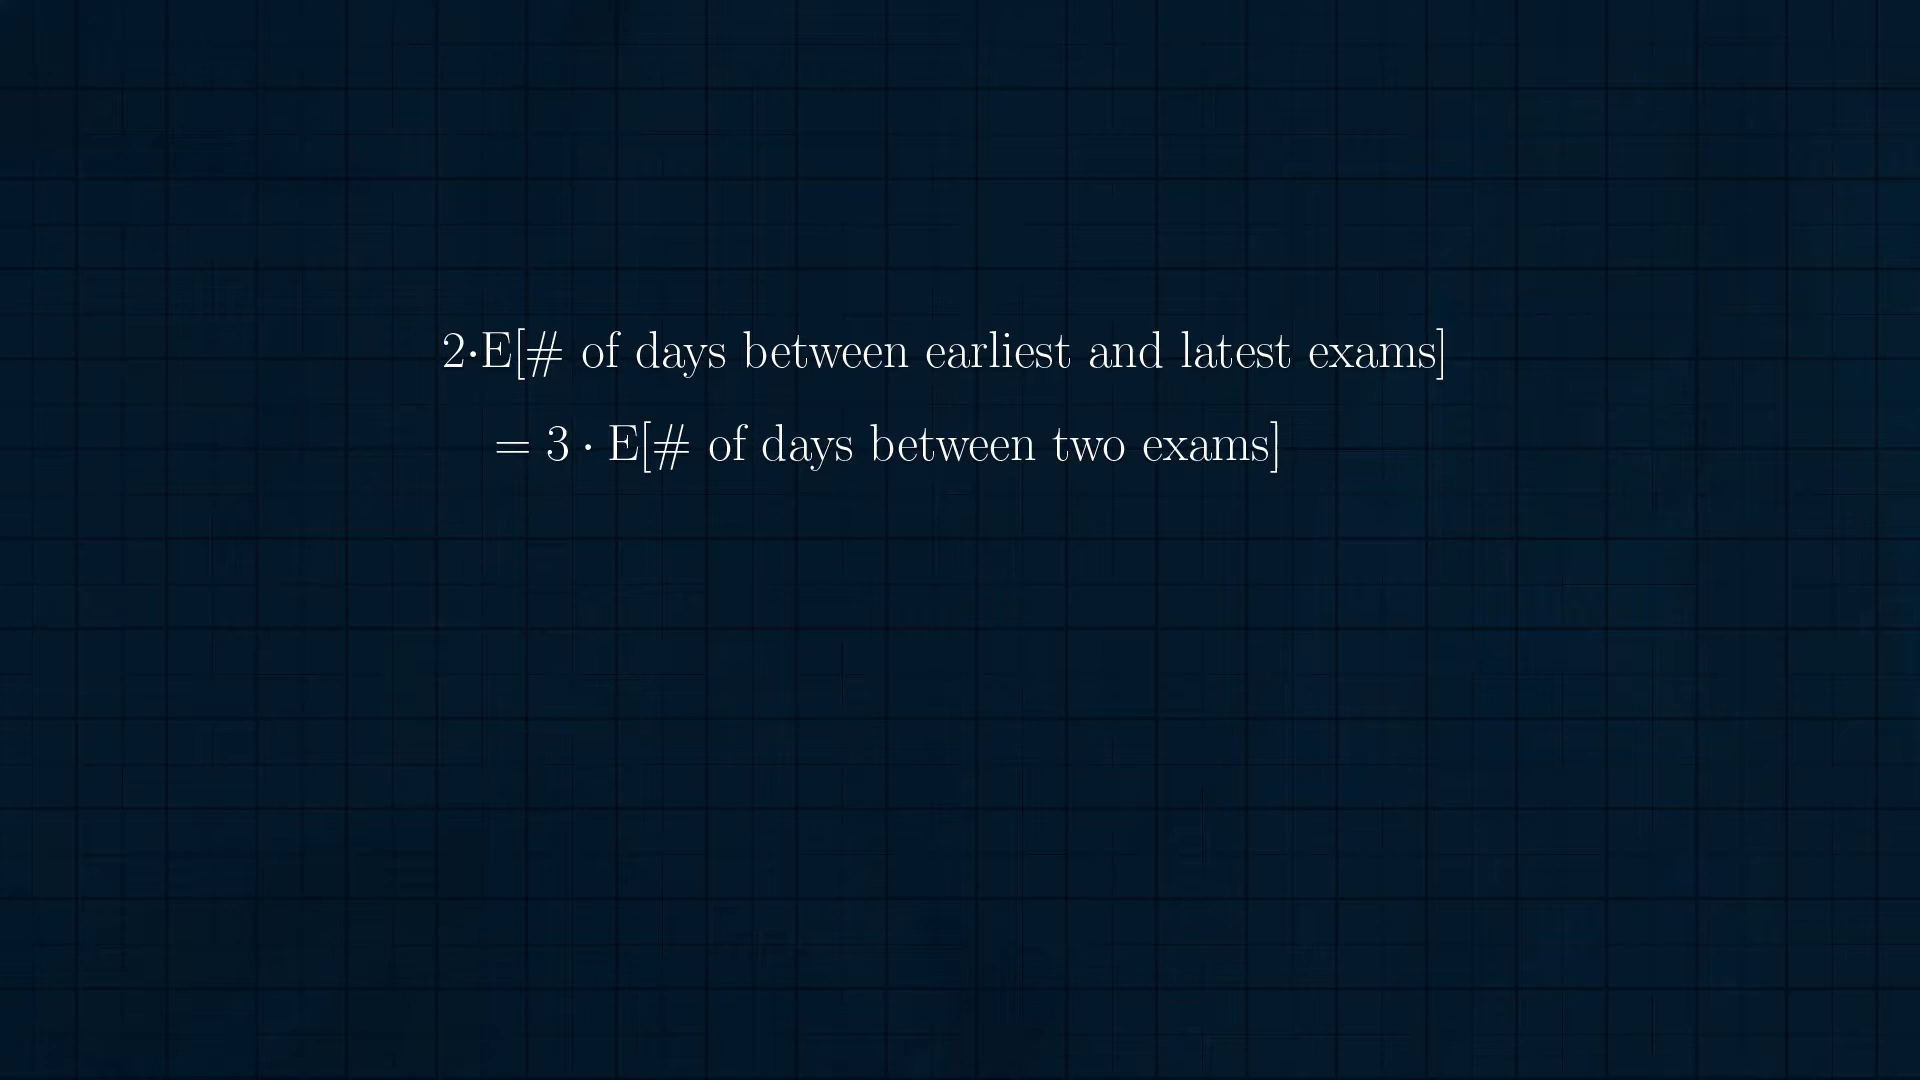 2·E[# of days between earliest and latest exams]
= 3 · E[# of days between two exams]